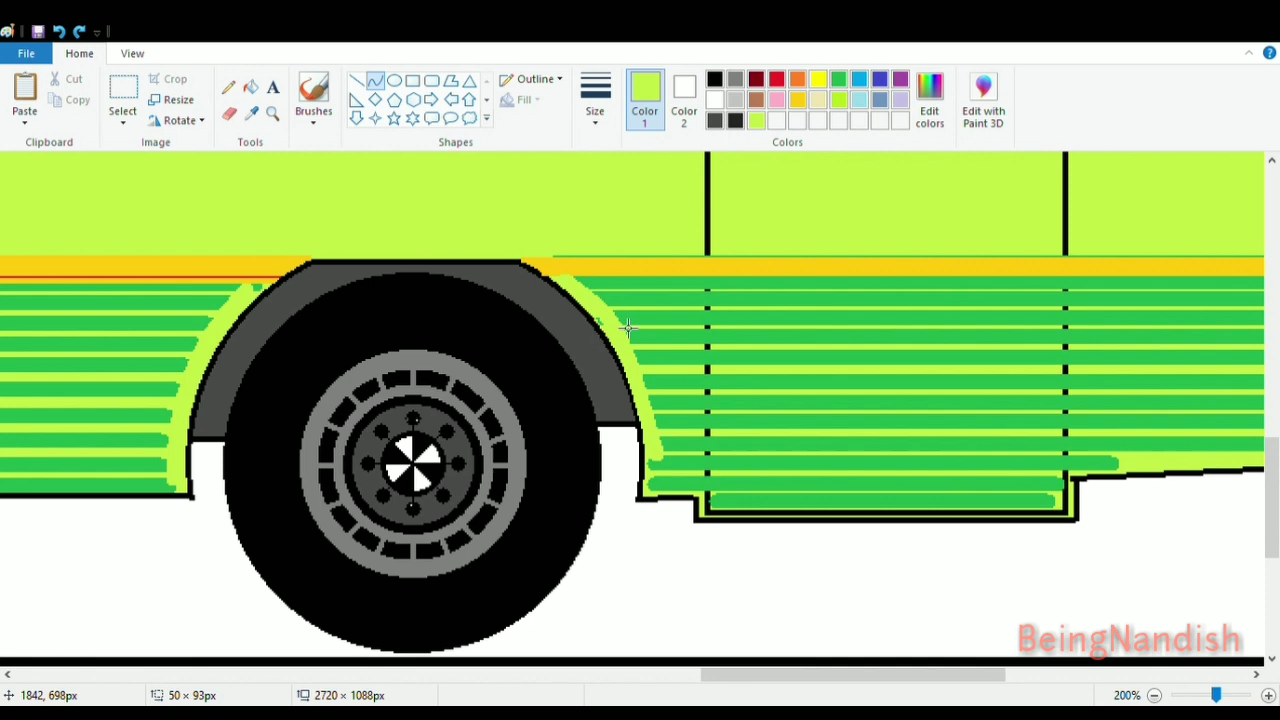 File Home View
Paste Cut Copy
Clipboard
Select Crop Resize Rotate
Image
Tools
Brushes
Outline Fill
Shapes
Size
Color 1 Color 2
Edit colors
Colors
Edit with Paint 3D
BeingNandish
1842, 698px 50 × 93px 2720 × 1088px 200%